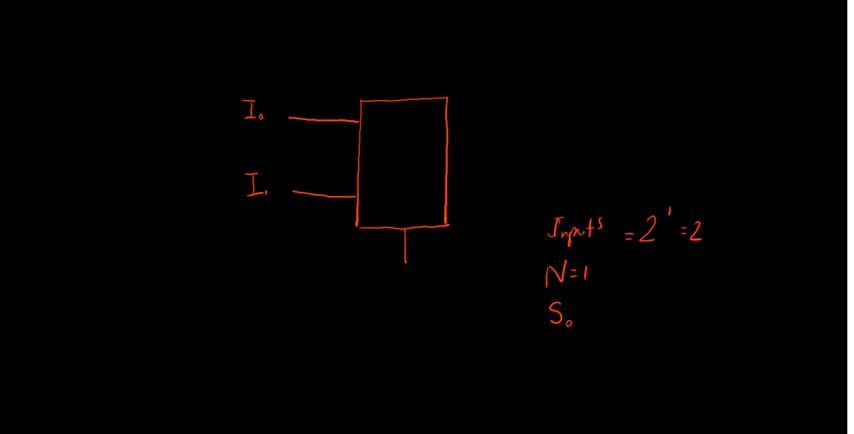 I₀
I₁
Inputs = 2¹ = 2
N=1
S₀